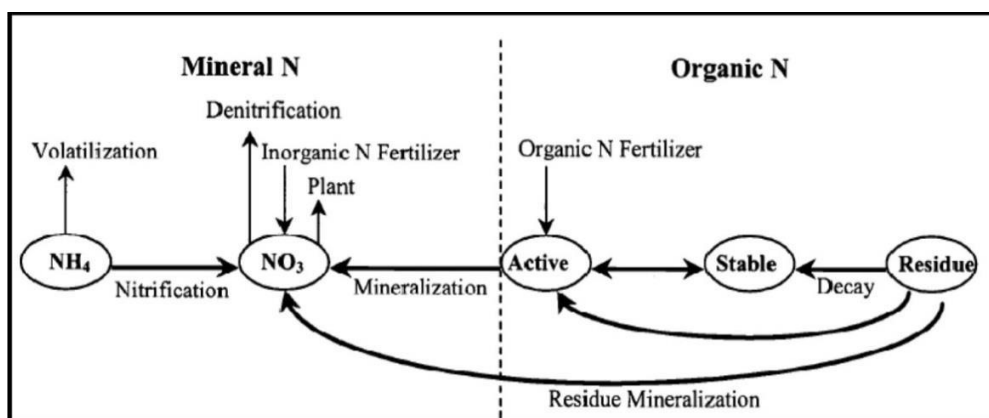 Mineral N
Organic N
Denitrification
Volatilization
Inorganic N Fertilizer
Organic N Fertilizer
Plant
NH₄
NO₃
Active
Stable
Residue
Nitrification
Mineralization
Decay
Residue Mineralization